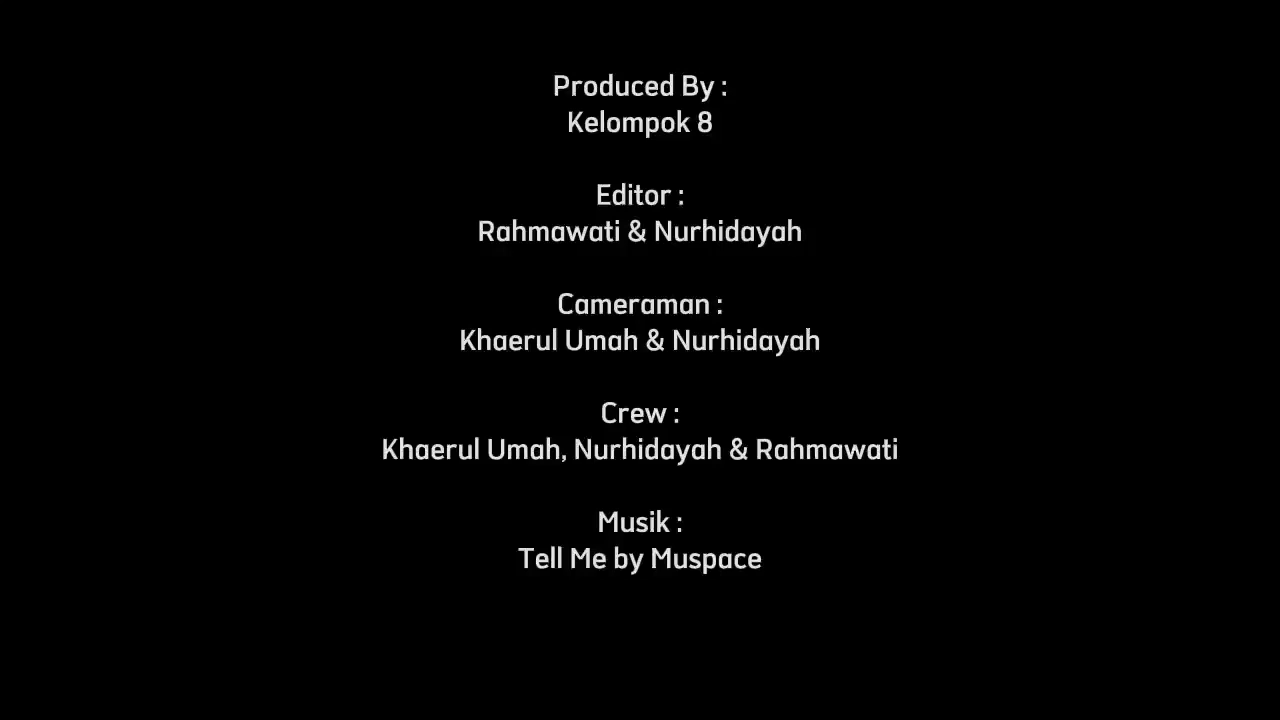 Produced By :
Kelompok 8
Editor :
Rahmawati & Nurhidayah
Cameraman :
Khaerul Umah & Nurhidayah
Crew :
Khaerul Umah, Nurhidayah & Rahmawati
Musik :
Tell Me by Muspace